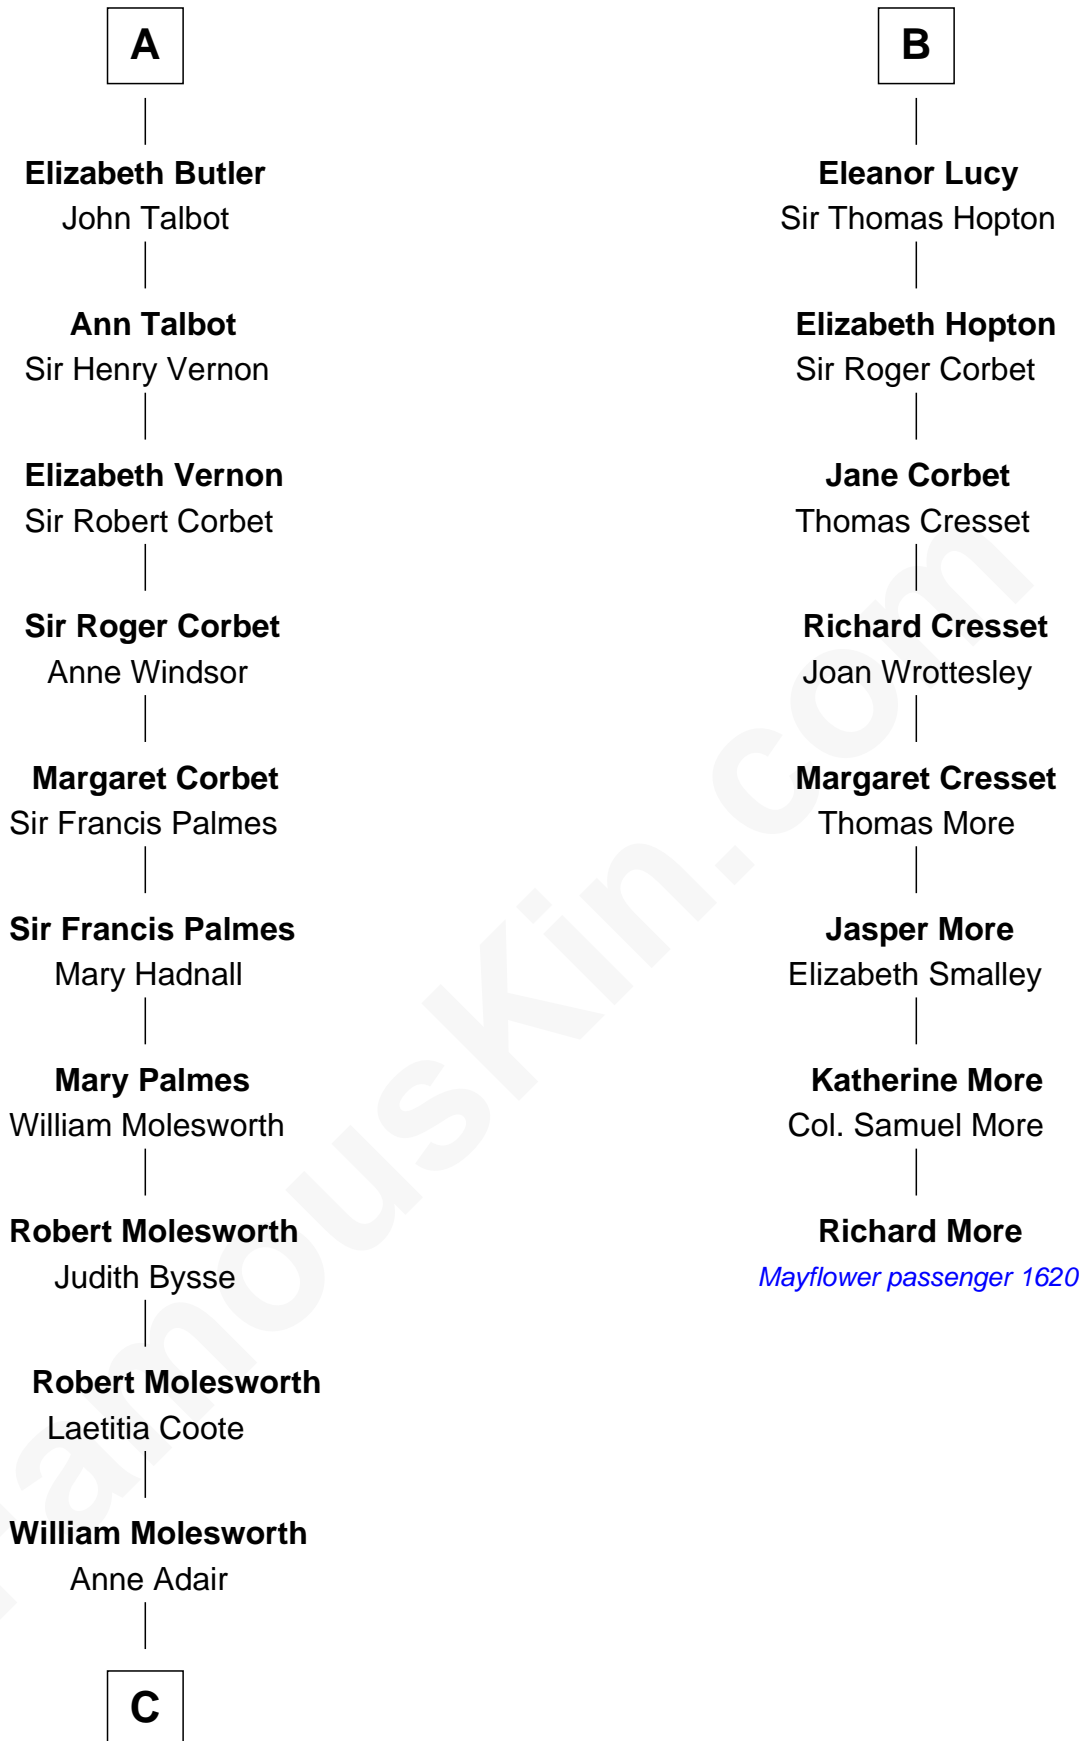 A
Elizabeth Butler
John Talbot
Ann Talbot
Sir Henry Vernon
Elizabeth Vernon
Sir Robert Corbet
Sir Roger Corbet
Anne Windsor
Margaret Corbet
Sir Francis Palmes
Sir Francis Palmes
Mary Hadnall
Mary Palmes
William Molesworth
Robert Molesworth
Judith Bysse
Robert Molesworth
Laetitia Coote
William Molesworth
Anne Adair
C
B
Eleanor Lucy
Sir Thomas Hopton
Elizabeth Hopton
Sir Roger Corbet
Jane Corbet
Thomas Cresset
Richard Cresset
Joan Wrottesley
Margaret Cresset
Thomas More
Jasper More
Elizabeth Smalley
Katherine More
Col. Samuel More
Richard More
Mayflower passenger 1620
FamousKin.com